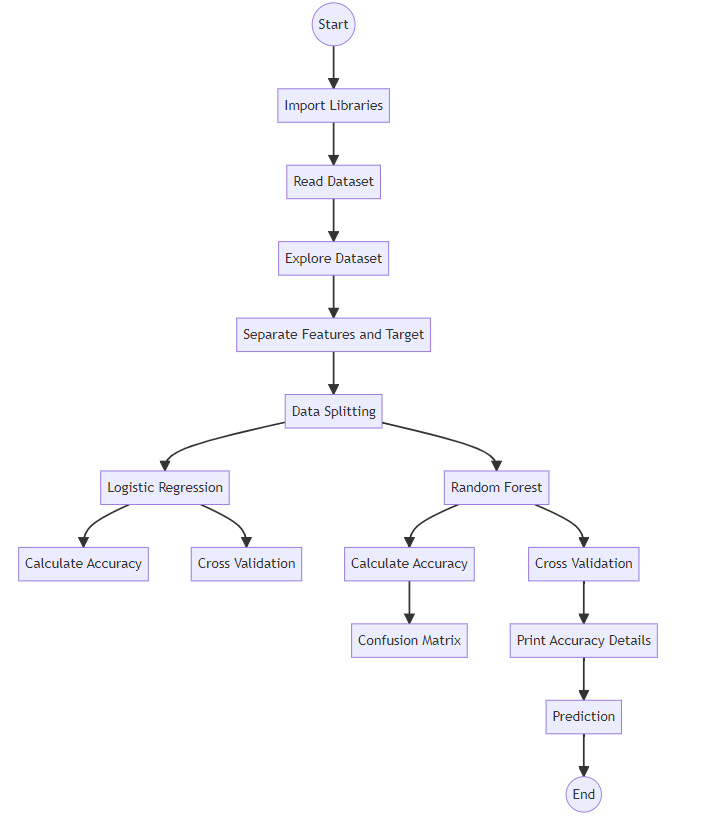 Start
Import Libraries
Read Dataset
Explore Dataset
Separate Features and Target
Data Splitting
Logistic Regression
Random Forest
Calculate Accuracy
Cross Validation
Calculate Accuracy
Cross Validation
Confusion Matrix
Print Accuracy Details
Prediction
End